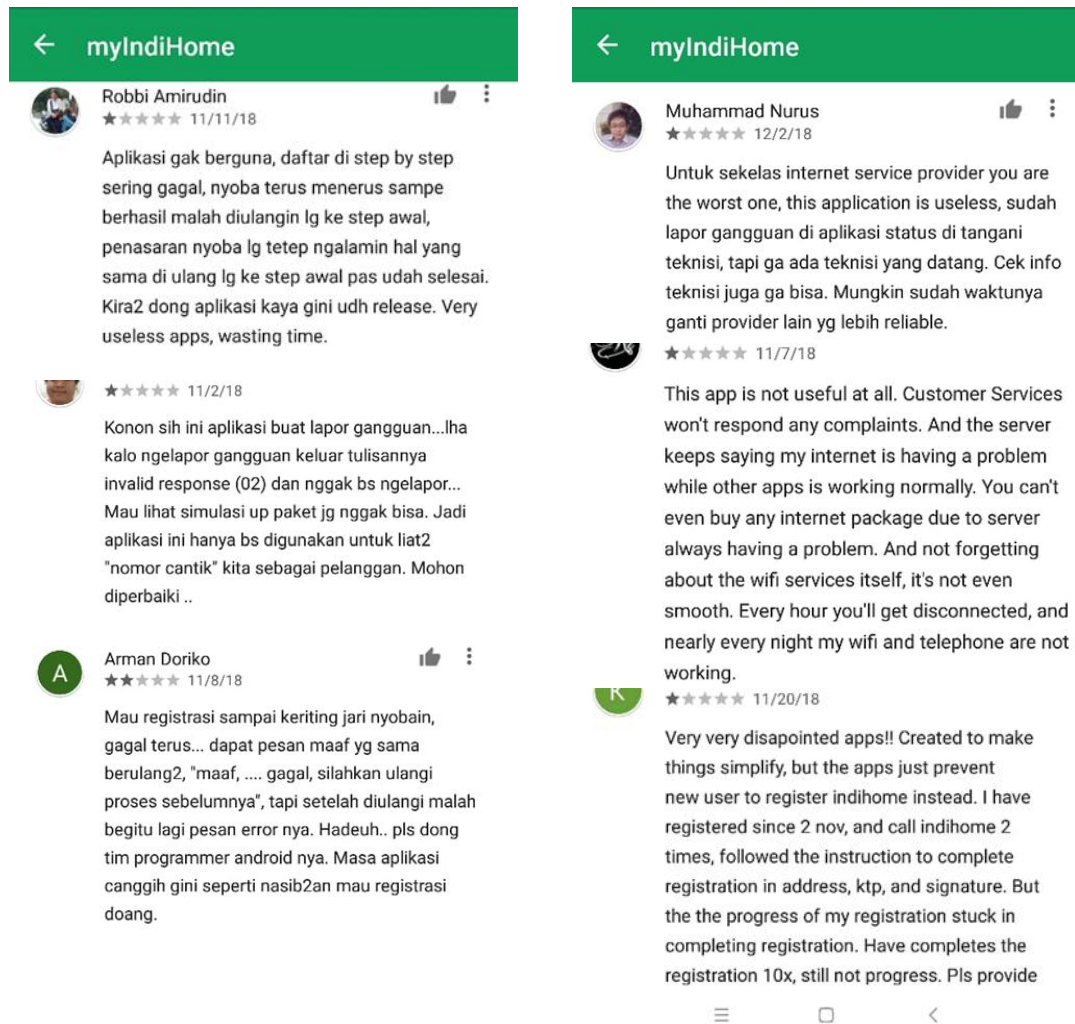 myIndiHome
Robbi Amirudin
11/11/18
Aplikasi gak berguna, daftar di step by step
sering gagal, nyoba terus menerus sampe
berhasil malah diulangin lg ke step awal,
penasaran nyoba lg tetep ngalamin hal yang
sama di ulang lg ke step awal pas udah selesai.
Kira2 dong aplikasi kaya gini udh release. Very
useless apps, wasting time.
11/2/18
Konon sih ini aplikasi buat lapor gangguan...lha
kalo ngelapor gangguan keluar tulisannya
invalid response (02) dan nggak bs ngelapor...
Mau lihat simulasi up paket jg nggak bisa. Jadi
aplikasi ini hanya bs digunakan untuk liat2
"nomor cantik" kita sebagai pelanggan. Mohon
diperbaiki ..
A
Arman Doriko
11/8/18
Mau registrasi sampai keriting jari nyobain,
gagal terus... dapat pesan maaf yg sama
berulang2, "maaf, .... gagal, silahkan ulangi
proses sebelumnya", tapi setelah diulangi malah
begitu lagi pesan error nya. Hadeuh.. pls dong
tim programmer android nya. Masa aplikasi
canggih gini seperti nasib2an mau registrasi
doang.
myIndiHome
Muhammad Nurus
12/2/18
Untuk sekelas internet service provider you are
the worst one, this application is useless, sudah
lapor gangguan di aplikasi status di tangani
teknisi, tapi ga ada teknisi yang datang. Cek info
teknisi juga ga bisa. Mungkin sudah waktunya
ganti provider lain yg lebih reliable.
11/7/18
This app is not useful at all. Customer Services
won't respond any complaints. And the server
keeps saying my internet is having a problem
while other apps is working normally. You can't
even buy any internet package due to server
always having a problem. And not forgetting
about the wifi services itself, it's not even
smooth. Every hour you'll get disconnected, and
nearly every night my wifi and telephone are not
working.
K
11/20/18
Very very disapointed apps!! Created to make
things simplify, but the apps just prevent
new user to register indihome instead. I have
registered since 2 nov, and call indihome 2
times, followed the instruction to complete
registration in address, ktp, and signature. But
the the progress of my registration stuck in
completing registration. Have completes the
registration 10x, still not progress. Pls provide